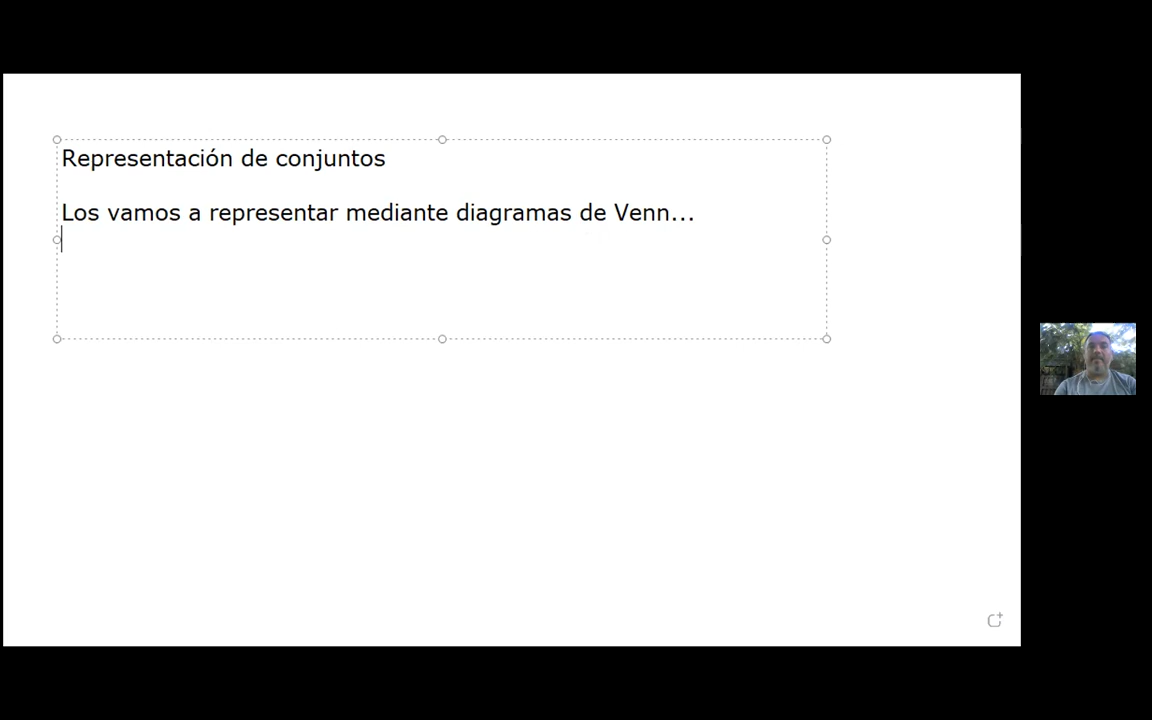 Representación de conjuntos
Los vamos a representar mediante diagramas de Venn...